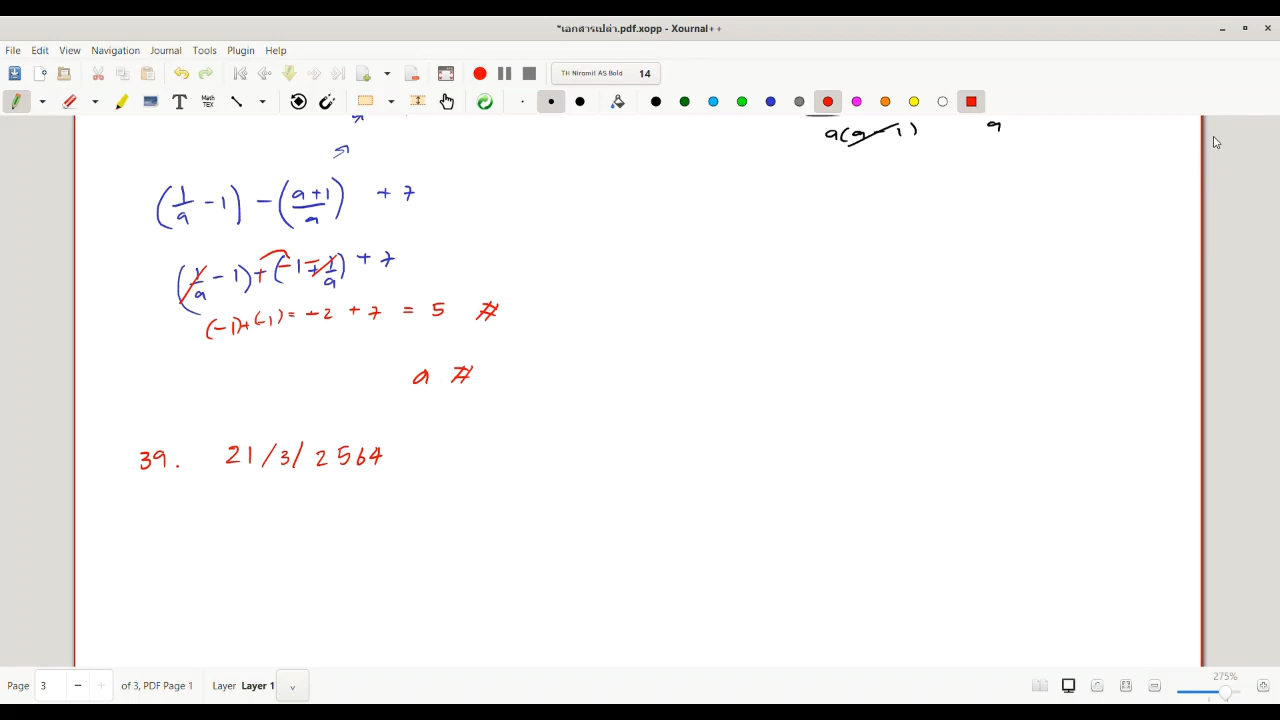 *เอกสารเปล่า.pdf.xopp - Xournal++
File Edit View Navigation Journal Tools Plugin Help
TH Niramit AS Bold 14
Math TEX
a(a-1) a
(1/a - 1) - (a+1/a) + 7
(1/a - 1) + (-1 - 1/a) + 7
(-1)+(-1) = -2 + 7 = 5 #
a #
39. 21/3/2564
Page 3 of 3, PDF Page 1 Layer Layer 1 275%